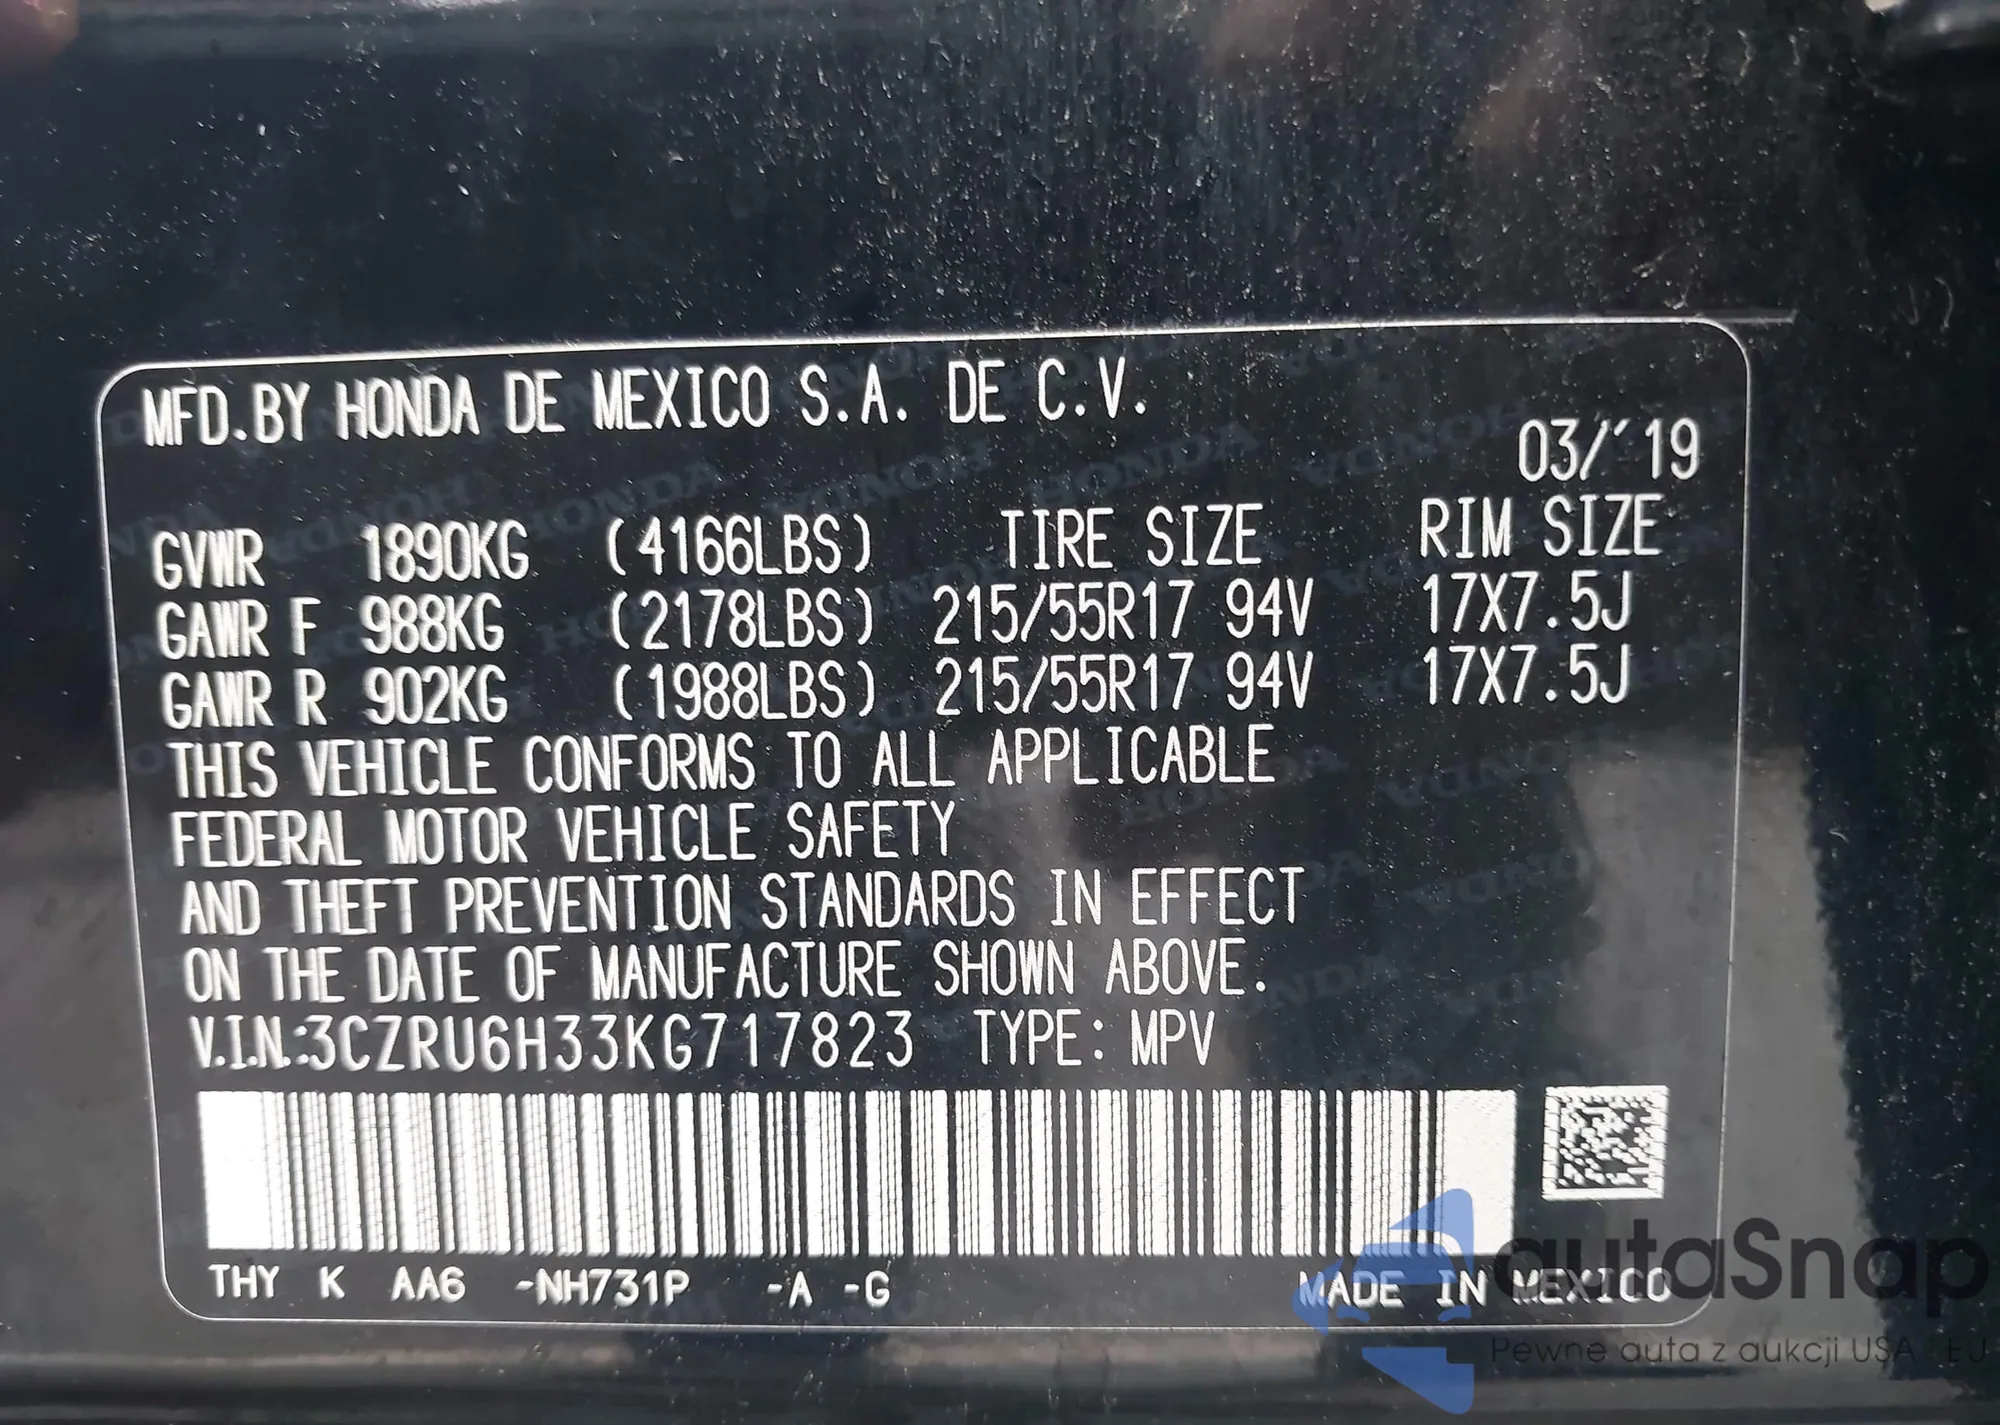 MFD.BY HONDA DE MEXICO S.A. DE C.V.
03/'19
GVWR 1890KG (4166LBS) TIRE SIZE RIM SIZE
GAWR F 988KG (2178LBS) 215/55R17 94V 17X7.5J
GAWR R 902KG (1988LBS) 215/55R17 94V 17X7.5J
THIS VEHICLE CONFORMS TO ALL APPLICABLE
FEDERAL MOTOR VEHICLE SAFETY
AND THEFT PREVENTION STANDARDS IN EFFECT
ON THE DATE OF MANUFACTURE SHOWN ABOVE.
V.I.N.:3CZRU6H33KG717823 TYPE: MPV
THY K AA6 -NH731P -A -G MADE IN MEXICO
autaSnap
Pewne auta z aukcji USA i EU